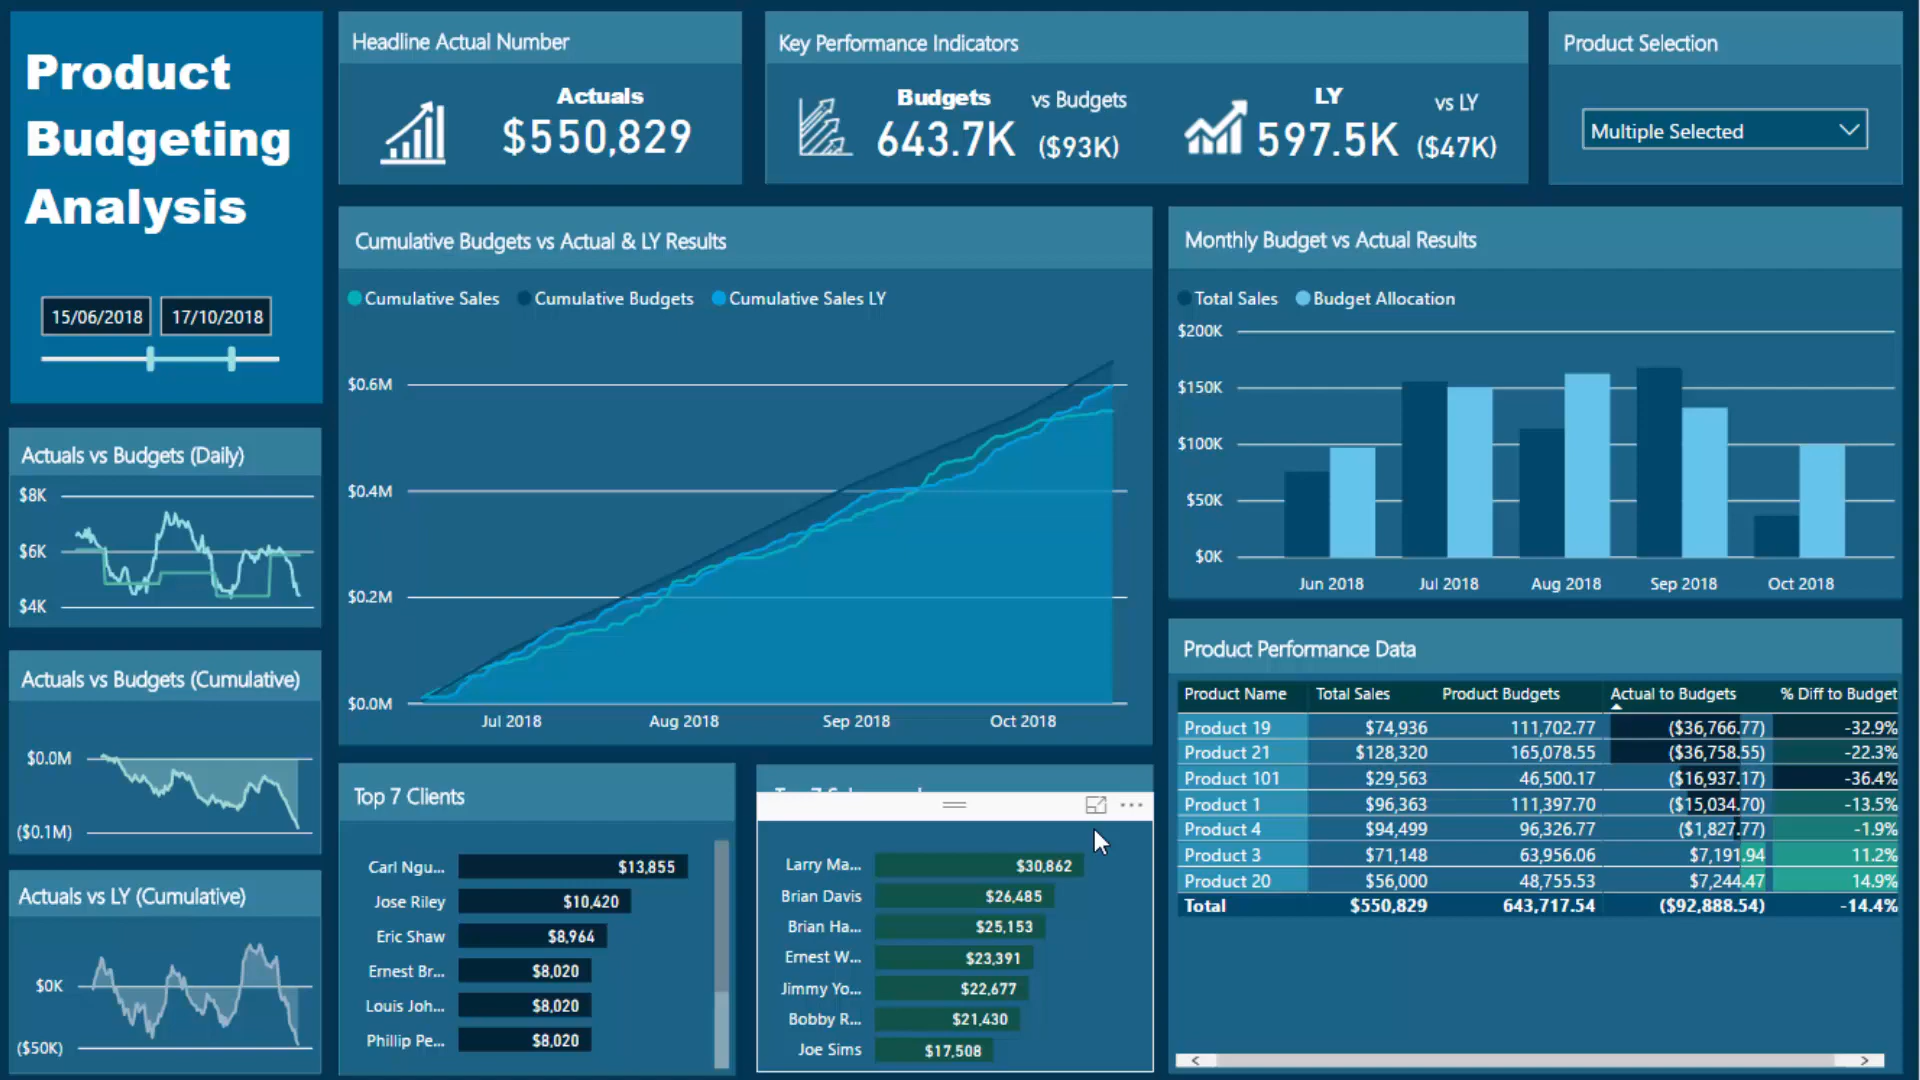 Product
Budgeting
Analysis
15/06/2018 17/10/2018
Headline Actual Number
Actuals
$550,829
Key Performance Indicators
Budgets vs Budgets LY vs LY
643.7K ($93K) 597.5K ($47K)
Product Selection
Multiple Selected
Cumulative Budgets vs Actual & LY Results
Cumulative Sales Cumulative Budgets Cumulative Sales LY
$0.6M
$0.4M
$0.2M
$0.0M
Jul 2018 Aug 2018 Sep 2018 Oct 2018
Monthly Budget vs Actual Results
Total Sales Budget Allocation
$200K
$150K
$100K
$50K
$0K
Jun 2018 Jul 2018 Aug 2018 Sep 2018 Oct 2018
Actuals vs Budgets (Daily)
$8K
$6K
$4K
Actuals vs Budgets (Cumulative)
$0.0M
($0.1M)
Actuals vs LY (Cumulative)
$0K
($50K)
Top 7 Clients
Carl Ngu... $13,855
Jose Riley $10,420
Eric Shaw $8,964
Ernest Br... $8,020
Louis Joh... $8,020
Phillip Pe... $8,020
Larry Ma... $30,862
Brian Davis $26,485
Brian Ha... $25,153
Ernest W... $23,391
Jimmy Yo... $22,677
Bobby R... $21,430
Joe Sims $17,508
Product Performance Data
Product Name Total Sales Product Budgets Actual to Budgets % Diff to Budget
Product 19 $74,936 111,702.77 ($36,766.77) -32.9%
Product 21 $128,320 165,078.55 ($36,758.55) -22.3%
Product 101 $29,563 46,500.17 ($16,937.17) -36.4%
Product 1 $96,363 111,397.70 ($15,034.70) -13.5%
Product 4 $94,499 96,326.77 ($1,827.77) -1.9%
Product 3 $71,148 63,956.06 $7,191.94 11.2%
Product 20 $56,000 48,755.53 $7,244.47 14.9%
Total $550,829 643,717.54 ($92,888.54) -14.4%